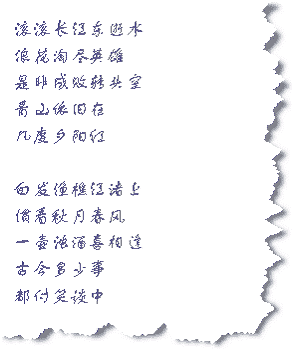 滚滚长江东逝水
浪花淘尽英雄
是非成败转头空
青山依旧在
几度夕阳红
白发渔樵江渚上
惯看秋月春风
一壶浊酒喜相逢
古今多少事
都付笑谈中